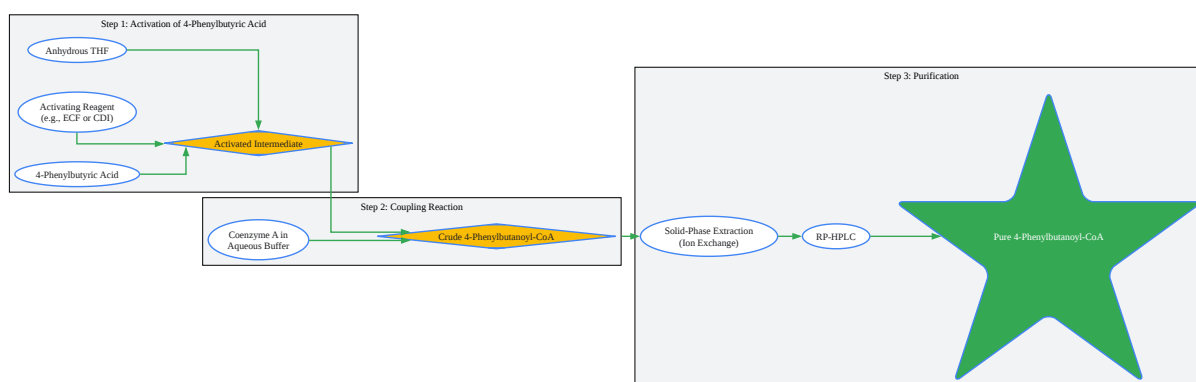 Step 1: Activation of 4-Phenylbutyric Acid
Anhydrous THF
Activating Reagent
(e.g., ECF or CDI)
Activated Intermediate
4-Phenylbutyric Acid
Step 2: Coupling Reaction
Coenzyme A in
Aqueous Buffer
Crude 4-Phenylbutanoyl-CoA
Step 3: Purification
Solid-Phase Extraction
(Ion Exchange)
RP-HPLC
Pure 4-Phenylbutanoyl-CoA